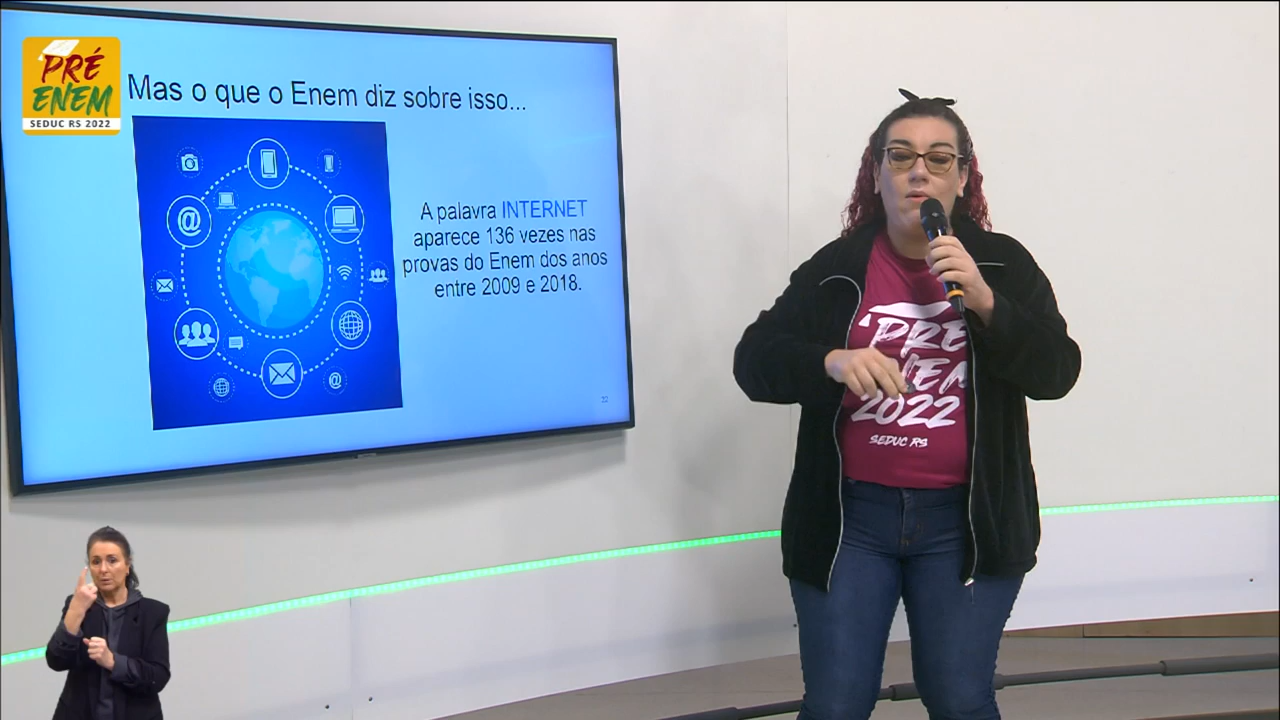 PRÉ
ENEM
SEDUC RS 2022
Mas o que o Enem diz sobre isso...
A palavra INTERNET
aparece 136 vezes nas
provas do Enem dos anos
entre 2009 e 2018.
@
@
PRÉ
ENEM
2022
SEDUC RS